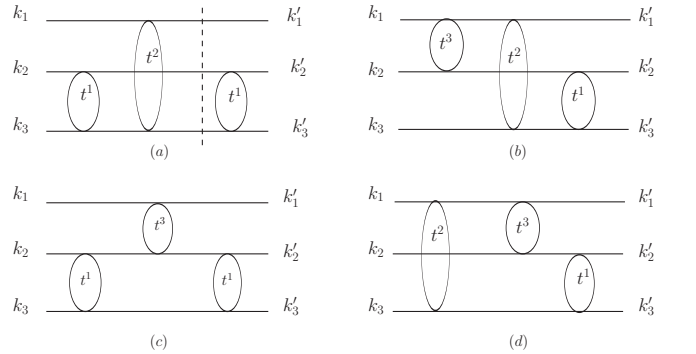 k₁ k₁′ k₁ k₁′
t² t³ t²
k₂ k₂′ k₂ k₂′
t¹ t¹ t¹
k₃ k₃′ k₃ k₃′
(a) (b)
k₁ k₁′ k₁ k₁′
t³ t² t³
k₂ k₂′ k₂ k₂′
t¹ t¹ t¹
k₃ k₃′ k₃ k₃′
(c) (d)